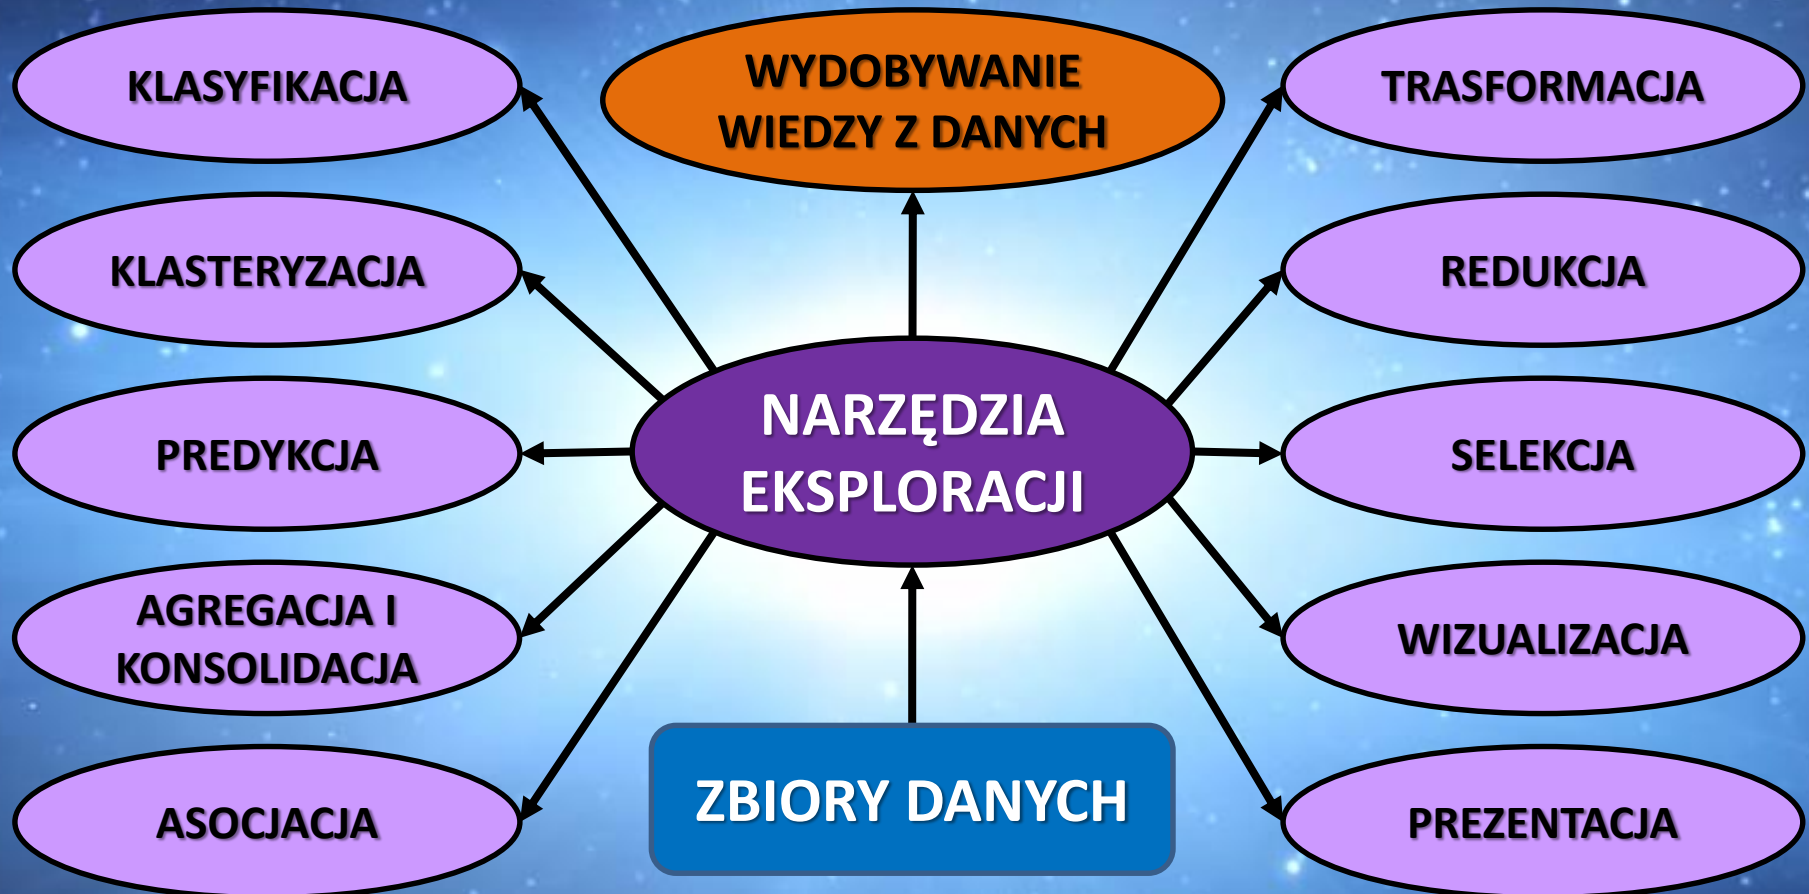 KLASYFIKACJA
WYDOBYWANIE
WIEDZY Z DANYCH
TRASFORMACJA
KLASTERYZACJA
REDUKCJA
NARZĘDZIA
EKSPLORACJI
PREDYKCJA
SELEKCJA
AGREGACJA I
KONSOLIDACJA
WIZUALIZACJA
ZBIORY DANYCH
ASOCJACJA
PREZENTACJA